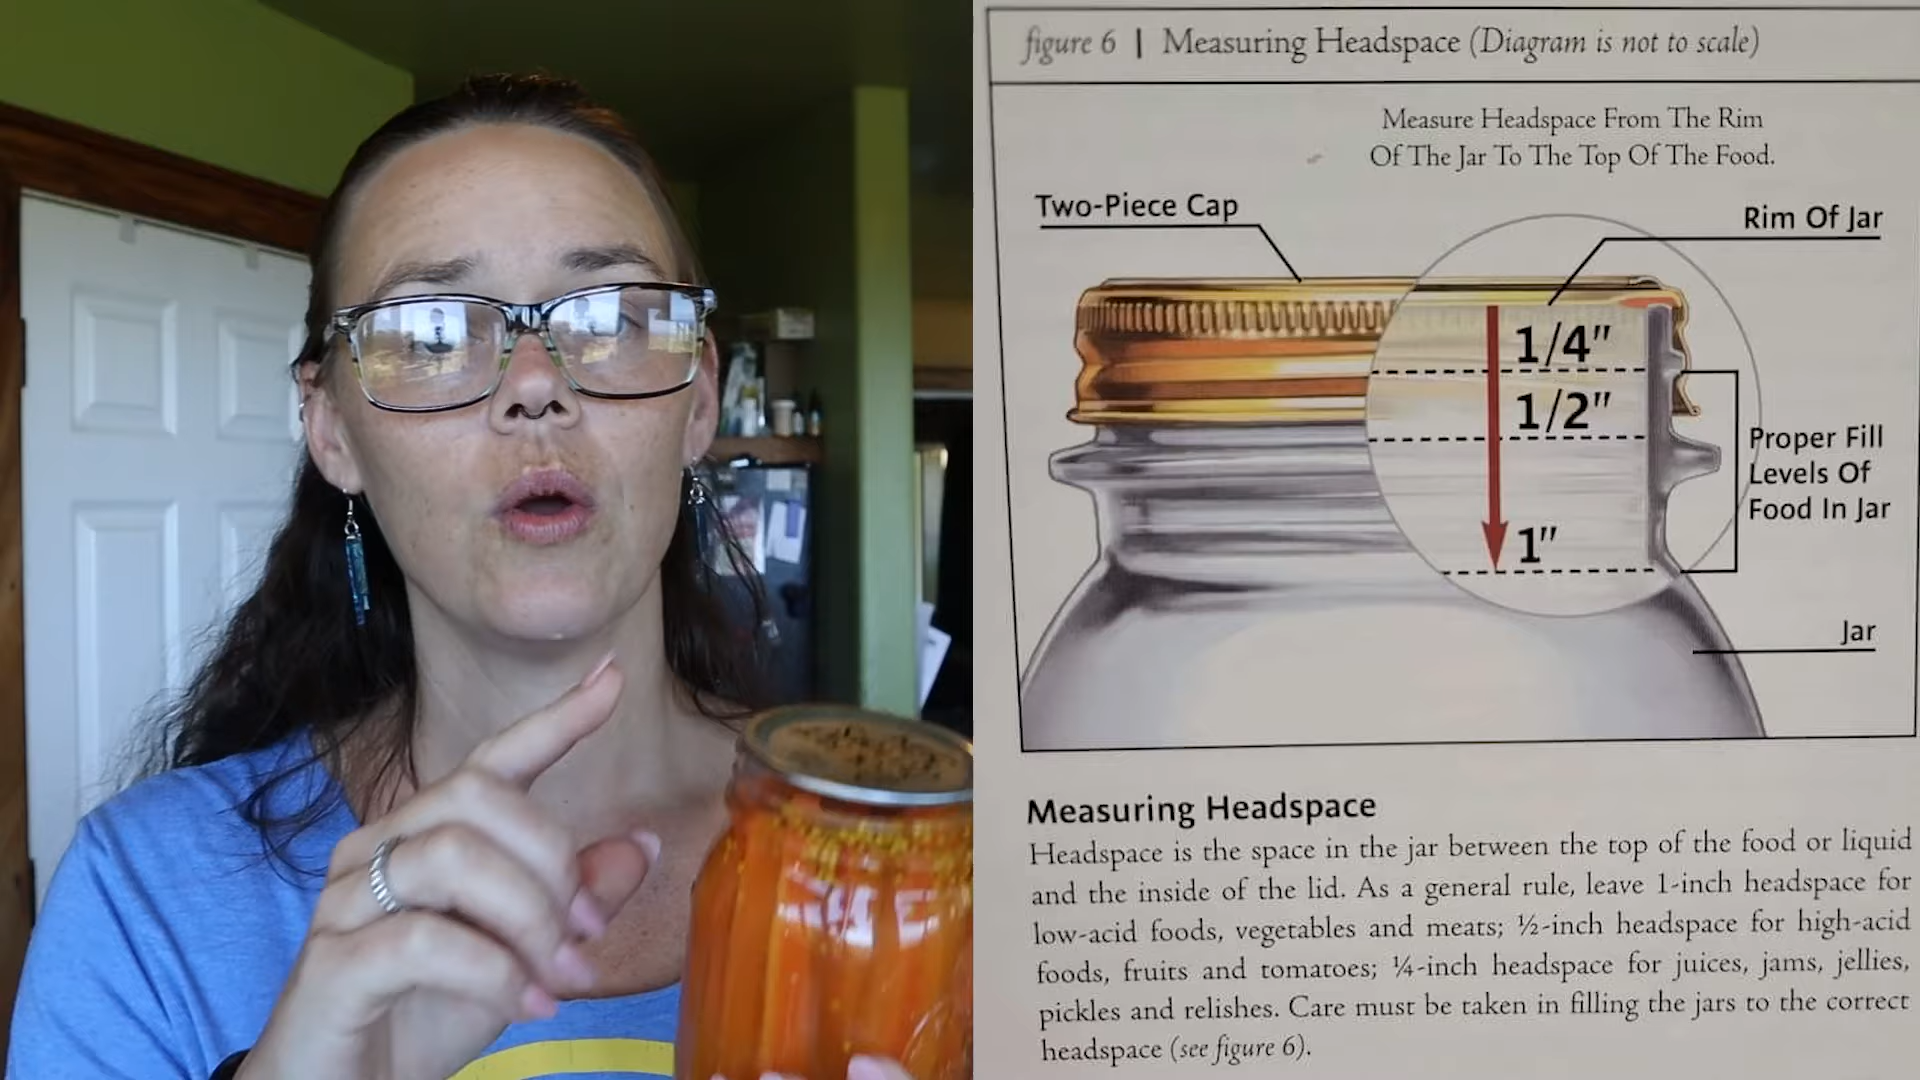 figure 6 | Measuring Headspace (Diagram is not to scale)
Measure Headspace From The Rim
Of The Jar To The Top Of The Food.
Two-Piece Cap
Rim Of Jar
1/4"
1/2"
1"
Proper Fill
Levels Of
Food In Jar
Jar
Measuring Headspace
Headspace is the space in the jar between the top of the food or liquid
and the inside of the lid. As a general rule, leave 1-inch headspace for
low-acid foods, vegetables and meats; ½-inch headspace for high-acid
foods, fruits and tomatoes; ¼-inch headspace for juices, jams, jellies,
pickles and relishes. Care must be taken in filling the jars to the correct
headspace (see figure 6).